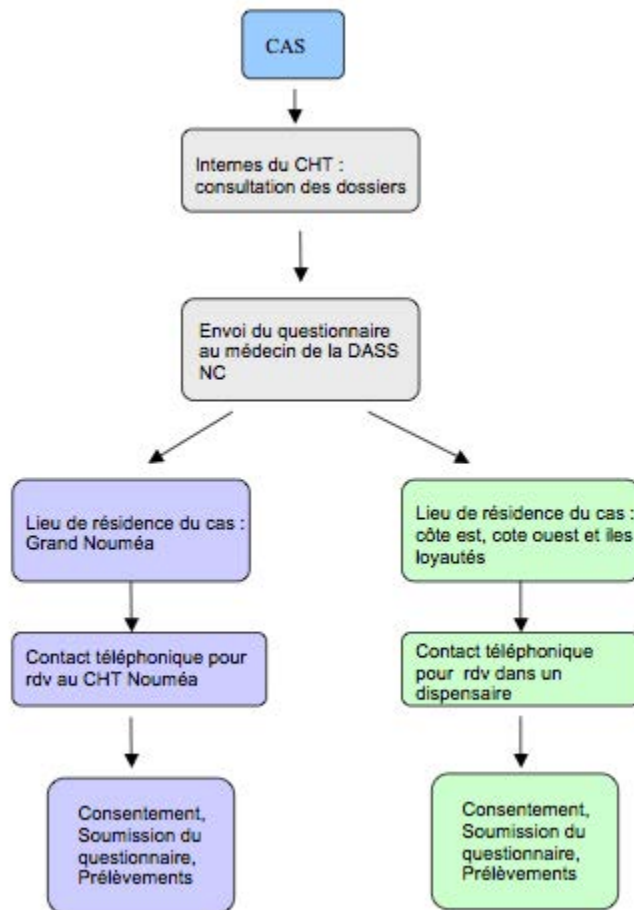 CAS
Internes du CHT :
consultation des dossiers
Envoi du questionnaire
au médecin de la DASS
NC
Lieu de résidence du cas :
Grand Nouméa
Lieu de résidence du cas :
côte est, cote ouest et iles
loyautés
Contact téléphonique pour
rdv au CHT Nouméa
Contact téléphonique
pour rdv dans un
dispensaire
Consentement,
Soumission du
questionnaire,
Prélèvements
Consentement,
Soumission du
questionnaire,
Prélèvements